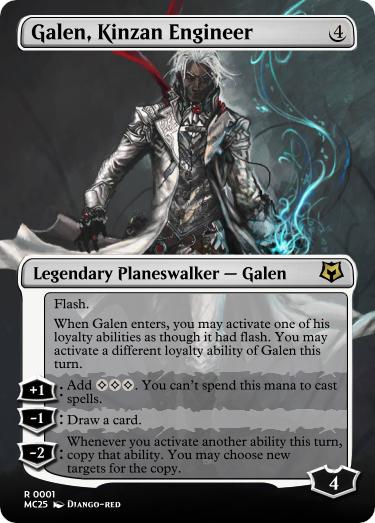 Galen, Kinzan Engineer 4
Legendary Planeswalker — Galen
Flash.
When Galen enters, you may activate one of his
loyalty abilities as though it had flash. You may
activate a different loyalty ability of Galen this
turn.
+1: Add ◇◇◇. You can't spend this mana to cast
spells.
-1: Draw a card.
-2: Whenever you activate another ability this turn,
copy that ability. You may choose new
targets for the copy.
4
R 0001
MC25 Django-red